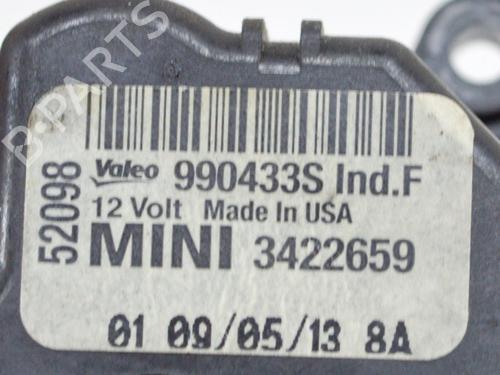 B-PARTS
52098
Valeo 990433S Ind.F
12 Volt Made In USA
MINI 3422659
01 09/05/13 8A